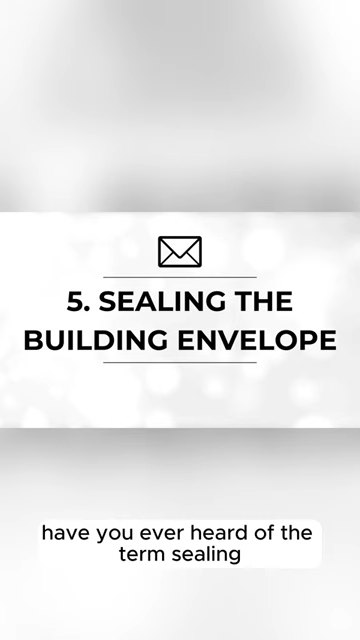 5. SEALING THE
BUILDING ENVELOPE
have you ever heard of the
term sealing